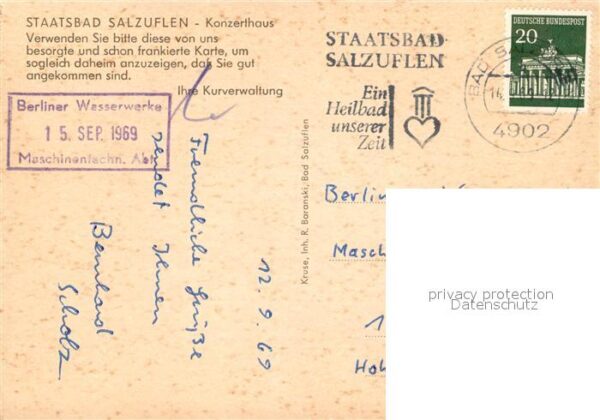 STAATSBAD SALZUFLEN - Konzerthaus
Verwenden Sie bitte diese von uns
besorgte und schon frankierte Karte, um
sogleich daheim anzuzeigen, daß Sie gut
angekommen sind.
Ihre Kurverwaltung
Berliner Wasserwerke
15. SEP. 1969
Maschinentechn. Abt.
Freundliche Grüße
sendet Ihnen
Bernhard
Scholz
12.9.69
Kruse, Inh. R. Baranski, Bad Salzuflen
STAATSBAD
SALZUFLEN
Ein
Heilbad
unserer
Zeit
DEUTSCHE BUNDESPOST
20
BAD
4902
Berlin
Masch
1
Hoh
privacy protection
Datenschutz